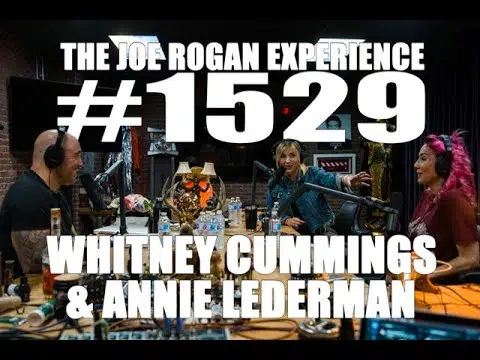 THE JOE ROGAN EXPERIENCE
#1529
WHITNEY CUMMINGS
& ANNIE LEDERMAN